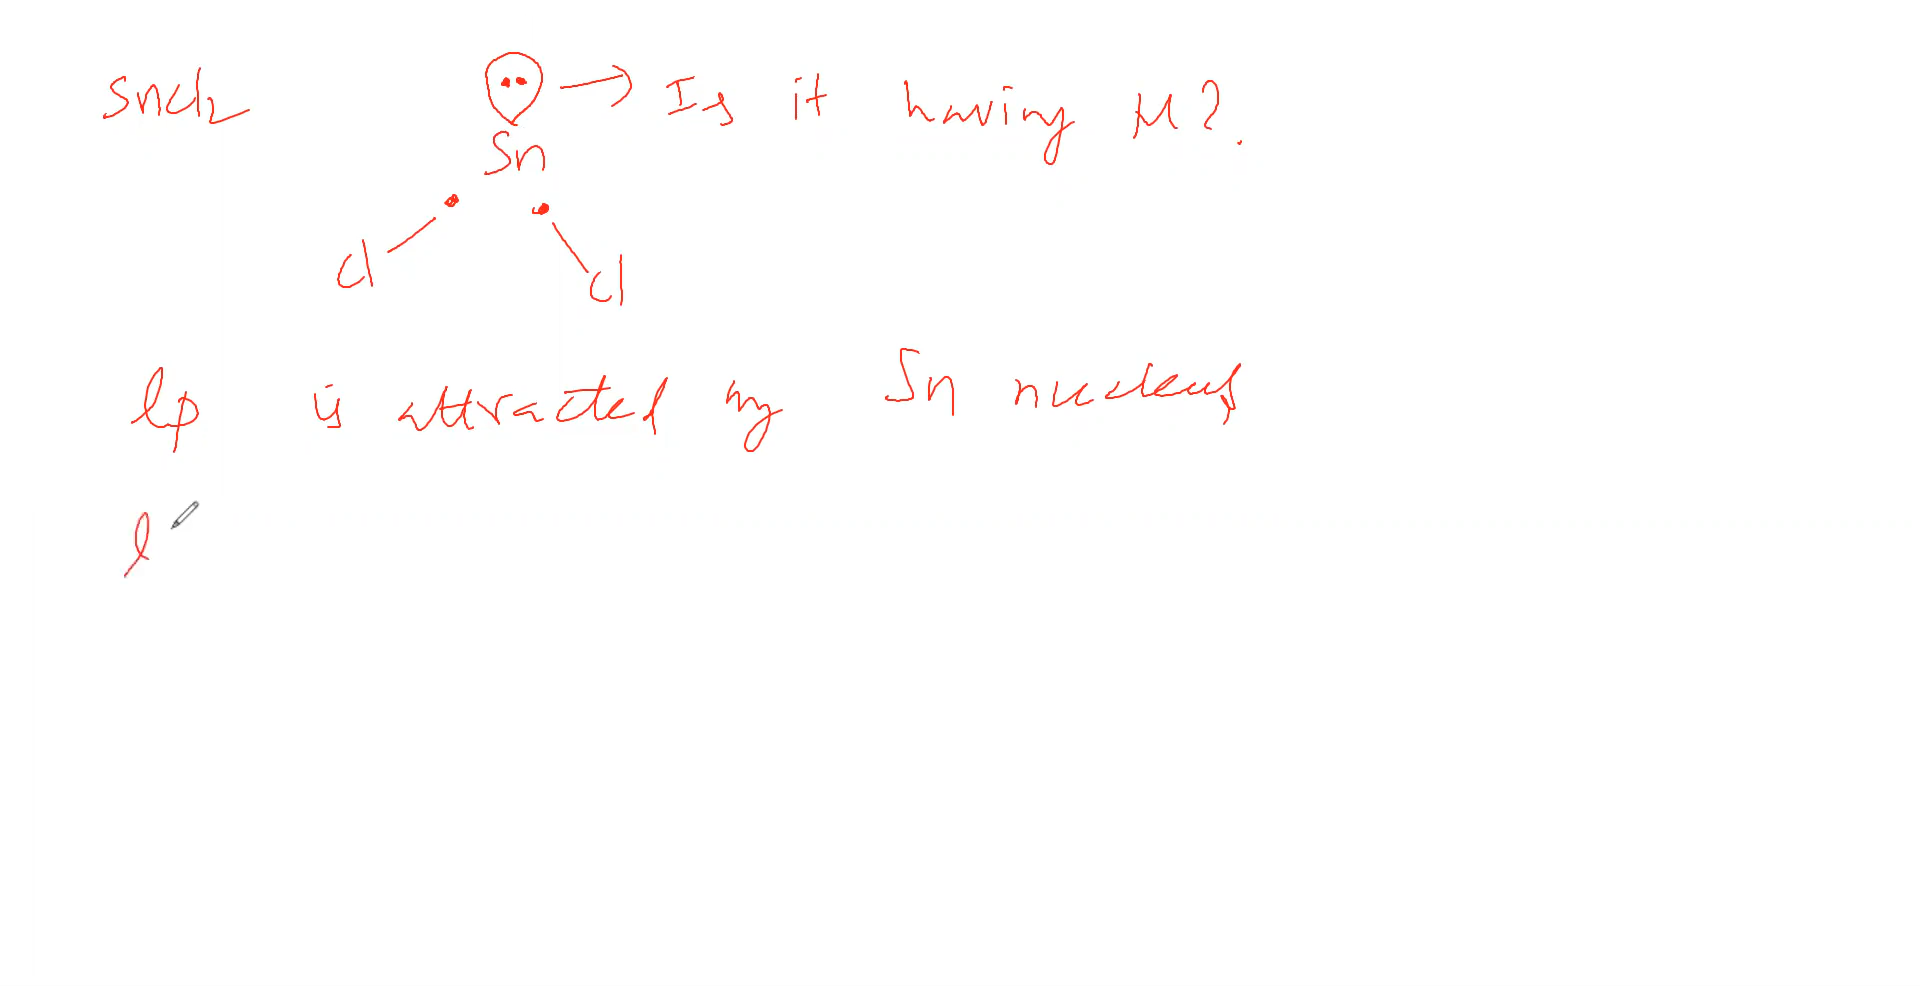 SnCl2 •• → Is it having μ?.
Sn
Cl Cl
lp is attracted by Sn nucleus
l